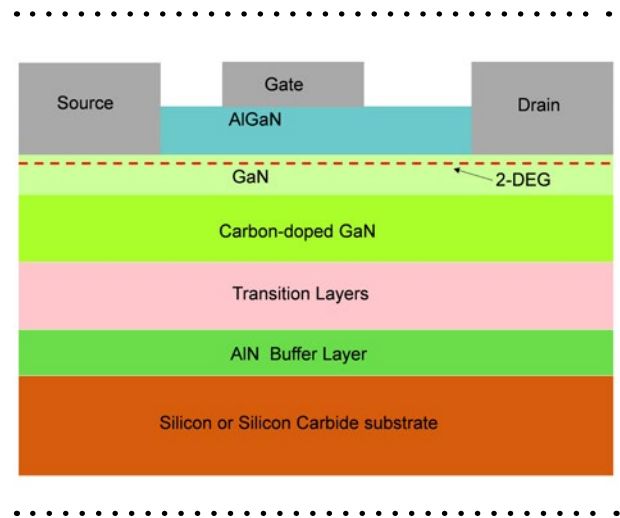 Source
Gate
Drain
AlGaN
GaN
2-DEG
Carbon-doped GaN
Transition Layers
AlN Buffer Layer
Silicon or Silicon Carbide substrate